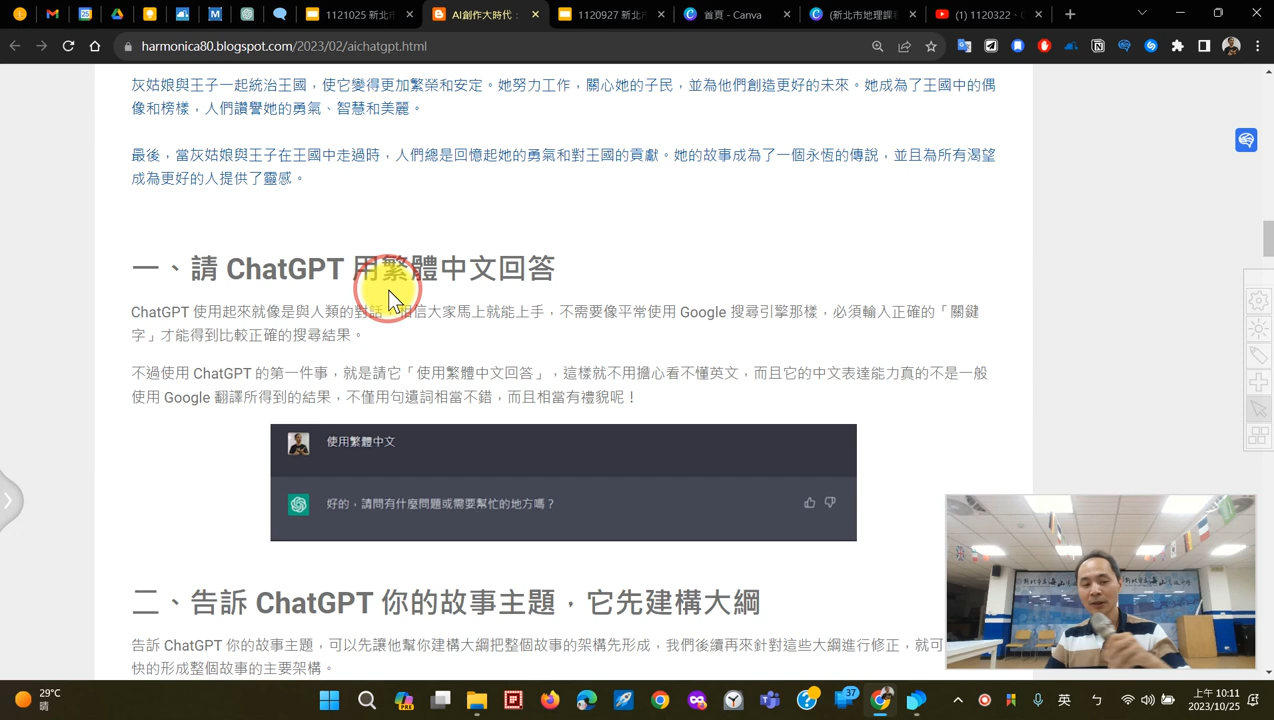 1121025 新北市
AI創作大時代：
1120927 新北
首頁 - Canva
(新北市地理課
(1) 1120322
harmonica80.blogspot.com/2023/02/aichatgpt.html
灰姑娘與王子一起統治王國，使它變得更加繁榮和安定。她努力工作，關心她的子民，並為他們創造更好的未來。她成為了王國中的偶
像和榜樣，人們讚譽她的勇氣、智慧和美麗。
最後，當灰姑娘與王子在王國中走過時，人們總是回憶起她的勇氣和對王國的貢獻。她的故事成為了一個永恆的傳說，並且為所有渴望
成為更好的人提供了靈感。
一、請 ChatGPT 用繁體中文回答
ChatGPT 使用起來就像是與人類的對話，相信大家馬上就能上手，不需要像平常使用 Google 搜尋引擎那樣，必須輸入正確的「關鍵
字」才能得到比較正確的搜尋結果。
不過使用 ChatGPT 的第一件事，就是請它「使用繁體中文回答」，這樣就不用擔心看不懂英文，而且它的中文表達能力真的不是一般
使用 Google 翻譯所得到的結果，不僅用句遣詞相當不錯，而且相當有禮貌呢！
使用繁體中文
好的，請問有什麼問題或需要幫忙的地方嗎？
二、告訴 ChatGPT 你的故事主題，它先建構大綱
告訴 ChatGPT 你的故事主題，可以先讓他幫你建構大綱把整個故事的架構先形成，我們後續再來針對這些大綱進行修正，就可
快的形成整個故事的主要架構。
29°C
晴
37
英
上午 10:11
2023/10/25